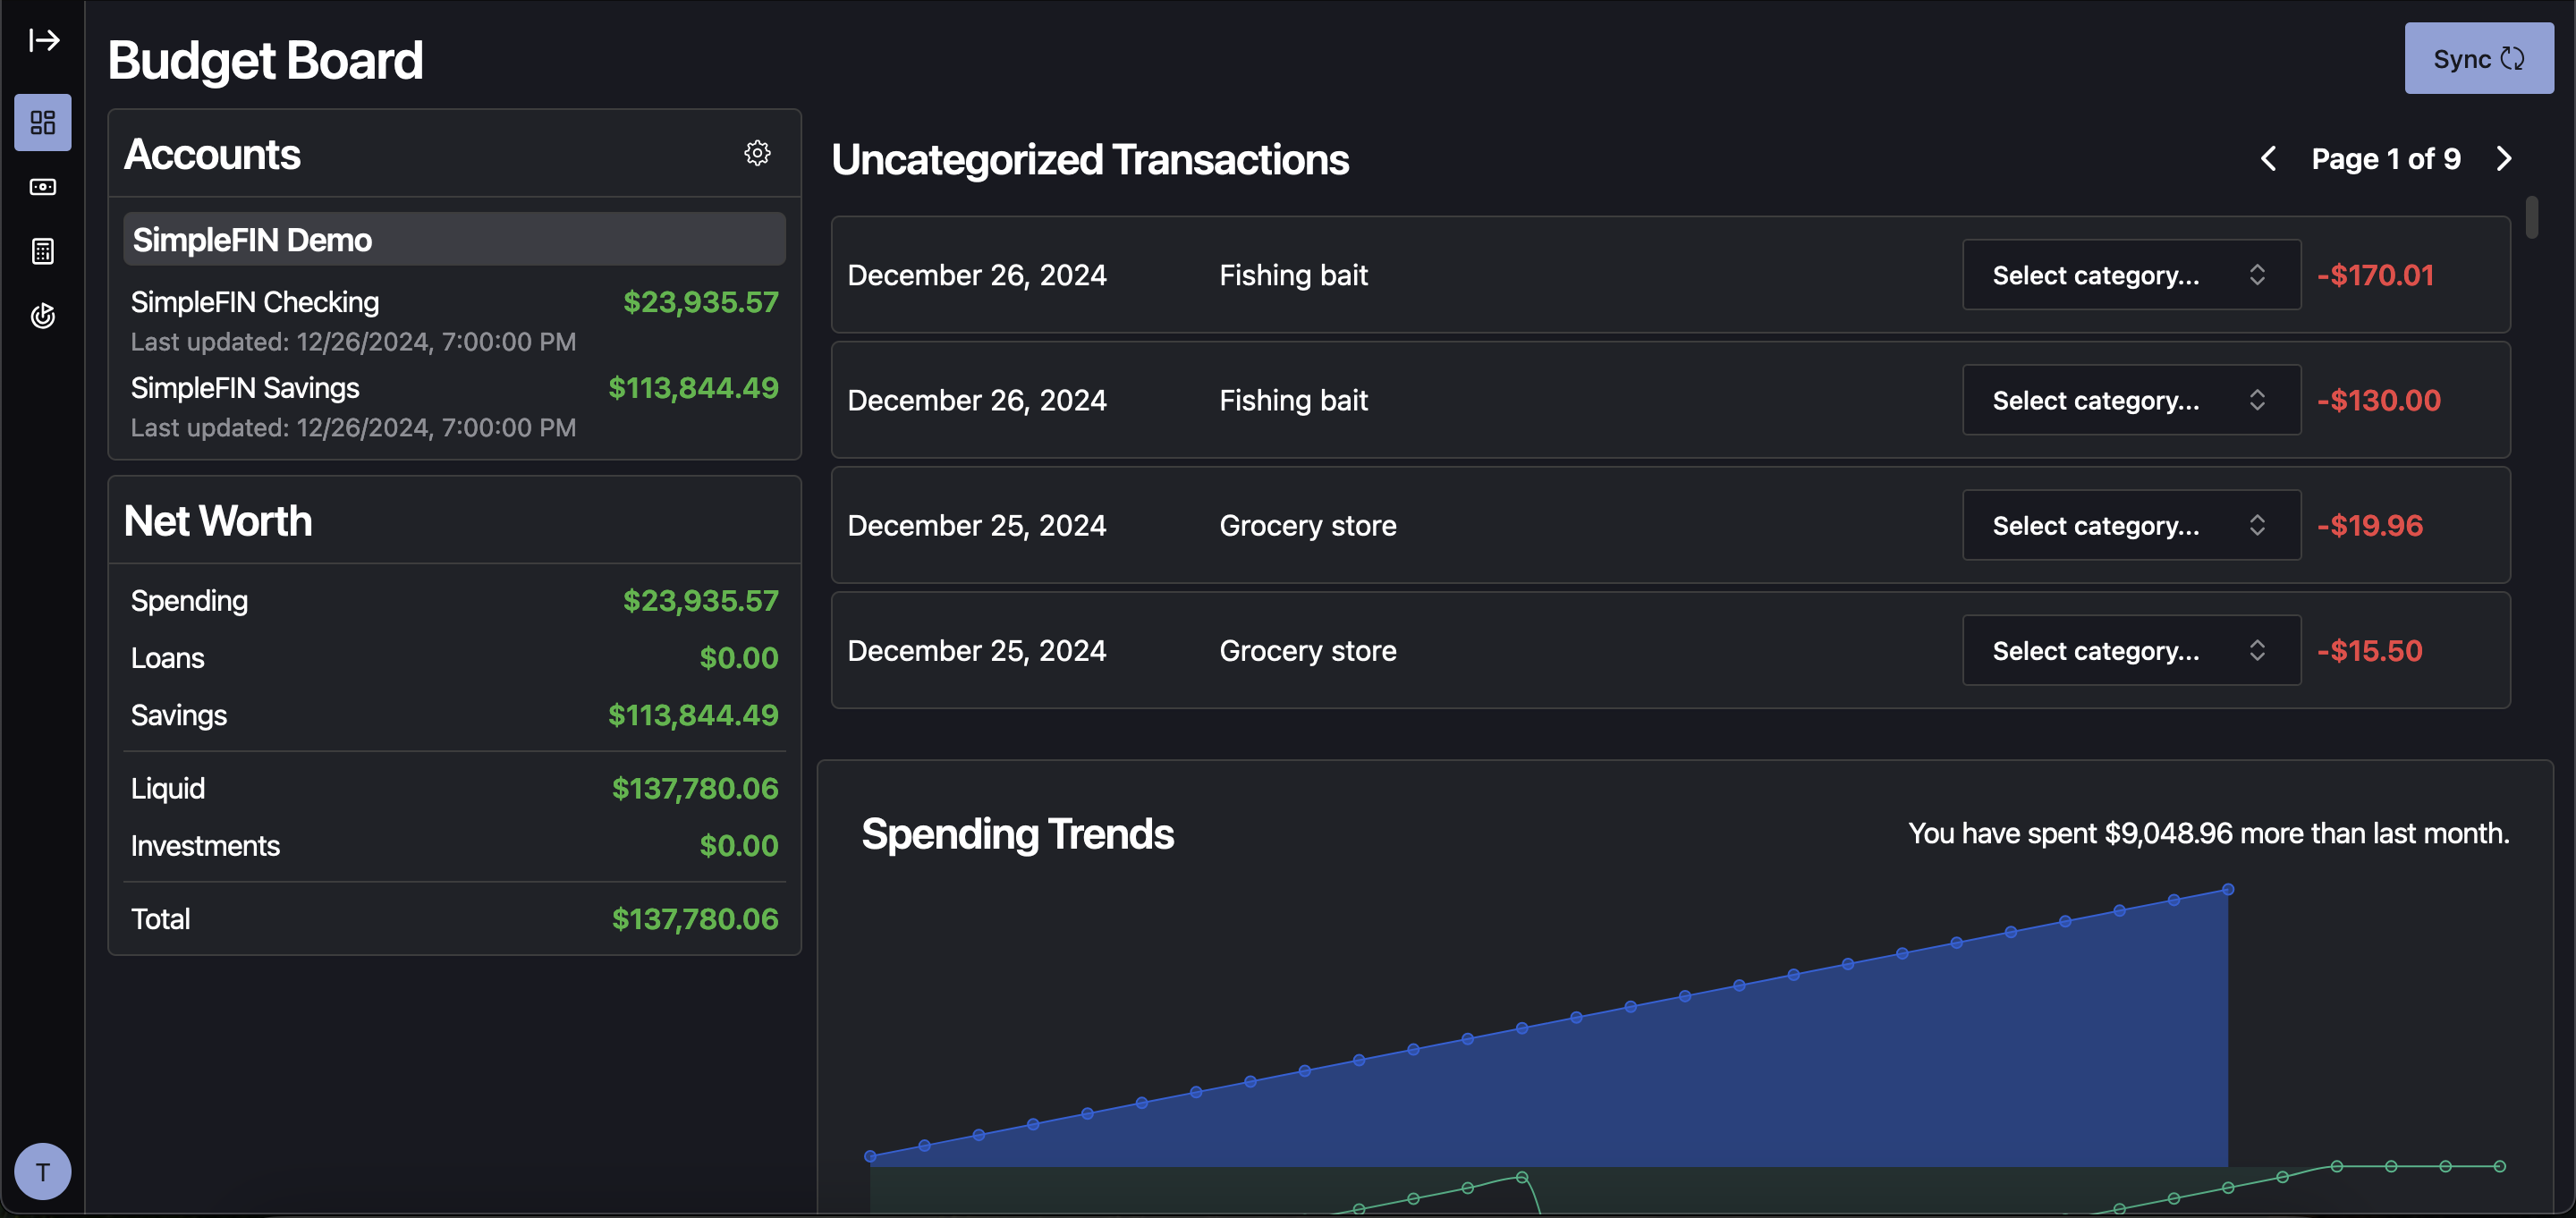 Budget Board
Sync
Accounts
SimpleFIN Demo
SimpleFIN Checking $23,935.57
Last updated: 12/26/2024, 7:00:00 PM
SimpleFIN Savings $113,844.49
Last updated: 12/26/2024, 7:00:00 PM
Net Worth
Spending $23,935.57
Loans $0.00
Savings $113,844.49
Liquid $137,780.06
Investments $0.00
Total $137,780.06
Uncategorized Transactions Page 1 of 9
December 26, 2024 Fishing bait Select category... -$170.01
December 26, 2024 Fishing bait Select category... -$130.00
December 25, 2024 Grocery store Select category... -$19.96
December 25, 2024 Grocery store Select category... -$15.50
Spending Trends You have spent $9,048.96 more than last month.
T